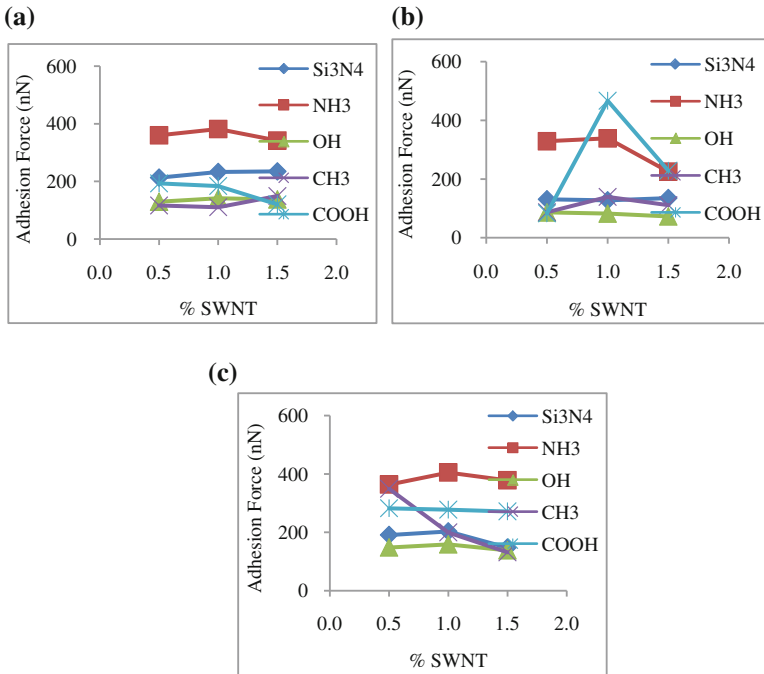 (a)
Adhesion Force (nN)
600
400
200
0
0.0 0.5 1.0 1.5 2.0
% SWNT
Si3N4
NH3
OH
CH3
COOH
(b)
Adhesion Force (nN)
600
400
200
0
0.0 0.5 1.0 1.5 2.0
% SWNT
Si3N4
NH3
OH
CH3
COOH
(c)
Adhesion Force (nN)
600
400
200
0
0.0 0.5 1.0 1.5 2.0
% SWNT
Si3N4
NH3
OH
CH3
COOH